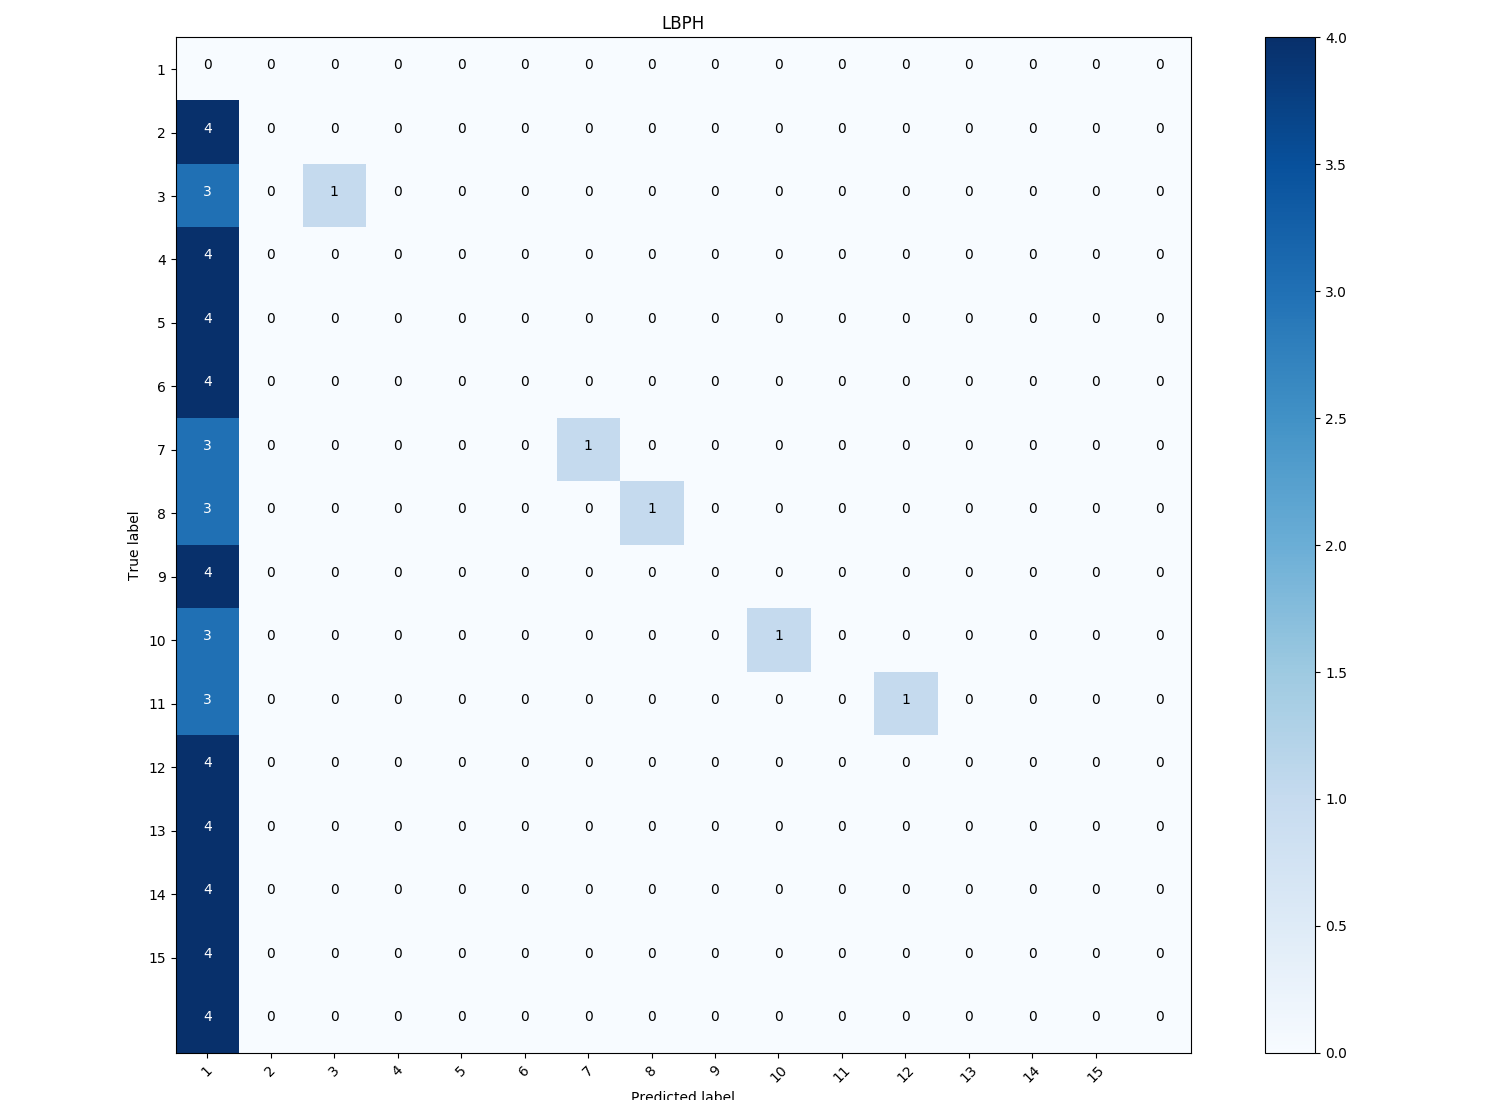 LBPH
1 0 0 0 0 0 0 0 0 0 0 0 0 0 0 0 0
2 4 0 0 0 0 0 0 0 0 0 0 0 0 0 0 0
3 3 0 1 0 0 0 0 0 0 0 0 0 0 0 0 0
4 4 0 0 0 0 0 0 0 0 0 0 0 0 0 0 0
5 4 0 0 0 0 0 0 0 0 0 0 0 0 0 0 0
6 4 0 0 0 0 0 0 0 0 0 0 0 0 0 0 0
7 3 0 0 0 0 0 1 0 0 0 0 0 0 0 0 0
8 3 0 0 0 0 0 0 1 0 0 0 0 0 0 0 0
9 4 0 0 0 0 0 0 0 0 0 0 0 0 0 0 0
10 3 0 0 0 0 0 0 0 0 1 0 0 0 0 0 0
11 3 0 0 0 0 0 0 0 0 0 0 1 0 0 0 0
12 4 0 0 0 0 0 0 0 0 0 0 0 0 0 0 0
13 4 0 0 0 0 0 0 0 0 0 0 0 0 0 0 0
14 4 0 0 0 0 0 0 0 0 0 0 0 0 0 0 0
15 4 0 0 0 0 0 0 0 0 0 0 0 0 0 0 0
4 0 0 0 0 0 0 0 0 0 0 0 0 0 0 0
1 2 3 4 5 6 7 8 9 10 11 12 13 14 15
True label
Predicted label
4.0
3.5
3.0
2.5
2.0
1.5
1.0
0.5
0.0